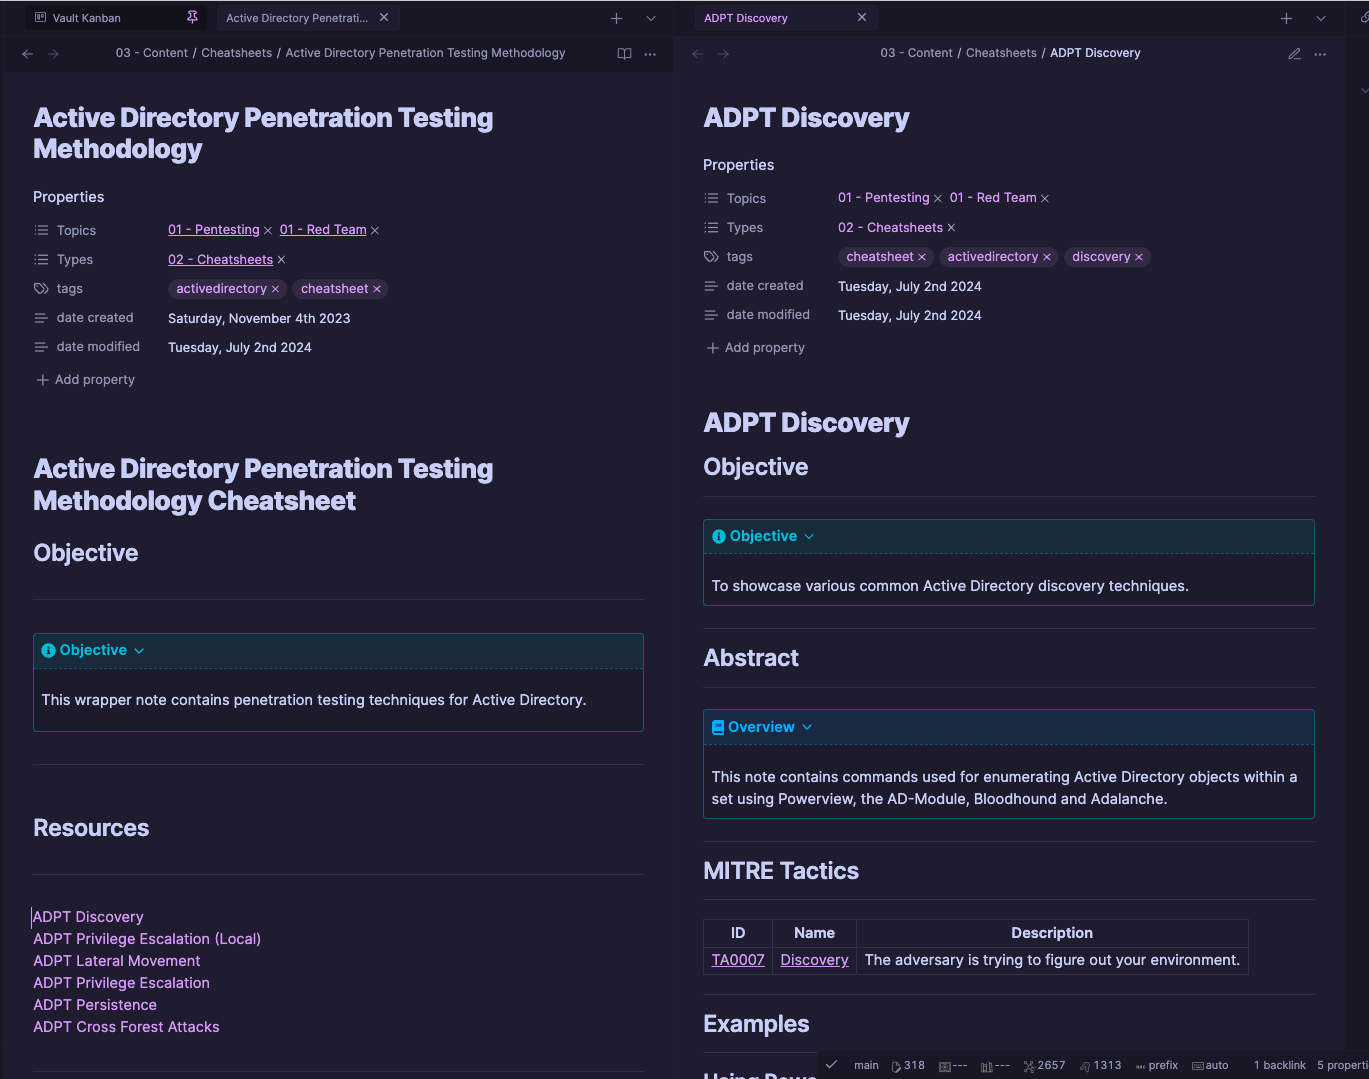 Vault Kanban
Active Directory Penetrati...
03 - Content / Cheatsheets / Active Directory Penetration Testing Methodology
Active Directory Penetration Testing
Methodology
Properties
Topics
01 - Pentesting × 01 - Red Team ×
Types
02 - Cheatsheets ×
tags
activedirectory × cheatsheet ×
date created
Saturday, November 4th 2023
date modified
Tuesday, July 2nd 2024
+ Add property
Active Directory Penetration Testing
Methodology Cheatsheet
Objective
Objective
This wrapper note contains penetration testing techniques for Active Directory.
Resources
ADPT Discovery
ADPT Privilege Escalation (Local)
ADPT Lateral Movement
ADPT Privilege Escalation
ADPT Persistence
ADPT Cross Forest Attacks
ADPT Discovery
03 - Content / Cheatsheets / ADPT Discovery
ADPT Discovery
Properties
Topics
01 - Pentesting × 01 - Red Team ×
Types
02 - Cheatsheets ×
tags
cheatsheet × activedirectory × discovery ×
date created
Tuesday, July 2nd 2024
date modified
Tuesday, July 2nd 2024
+ Add property
ADPT Discovery
Objective
Objective
To showcase various common Active Directory discovery techniques.
Abstract
Overview
This note contains commands used for enumerating Active Directory objects within a
set using Powerview, the AD-Module, Bloodhound and Adalanche.
MITRE Tactics
ID Name Description
TA0007 Discovery The adversary is trying to figure out your environment.
Examples
main 318 --- --- 2657 1313 prefix auto 1 backlink 5 properti